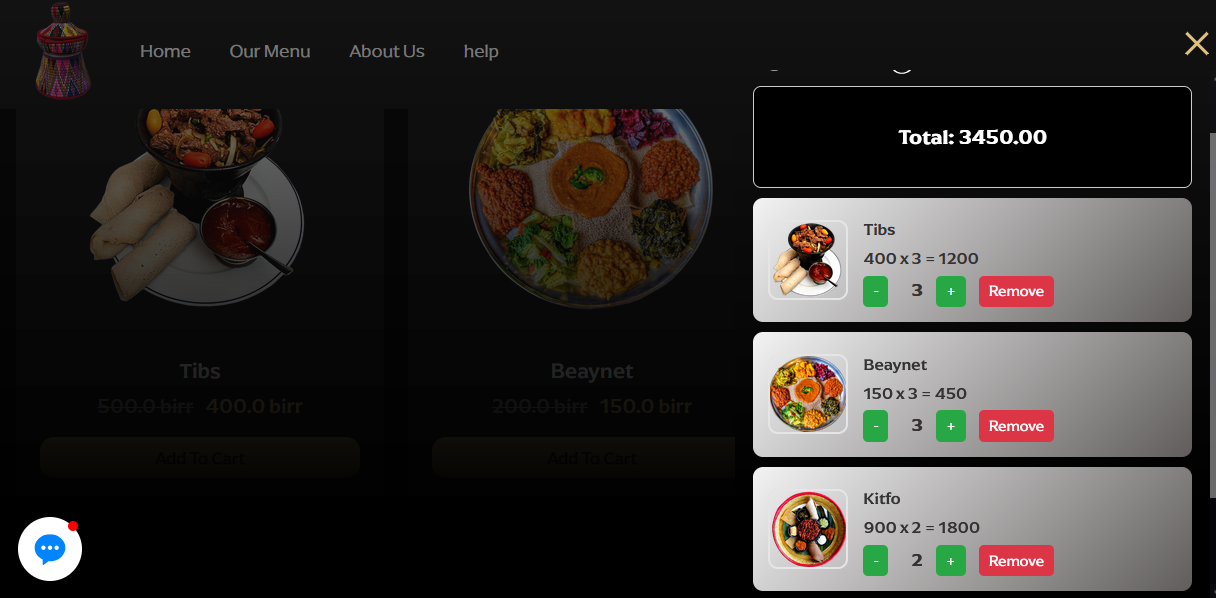 Home Our Menu About Us help
Total: 3450.00
Tibs
400 x 3 = 1200
- 3 + Remove
Beaynet
150 x 3 = 450
- 3 + Remove
Kitfo
900 x 2 = 1800
- 2 + Remove
Tibs
500.0 birr 400.0 birr
Add To Cart
Beaynet
200.0 birr 150.0 birr
Add To Cart